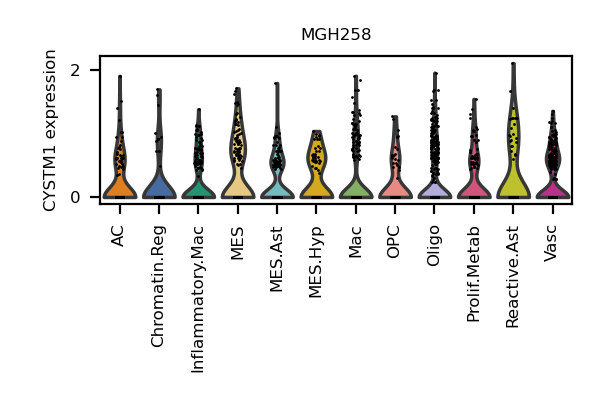 MGH258
CYSTM1 expression
2
0
AC
Chromatin.Reg
Inflammatory.Mac
MES
MES.Ast
MES.Hyp
Mac
OPC
Oligo
Prolif.Metab
Reactive.Ast
Vasc